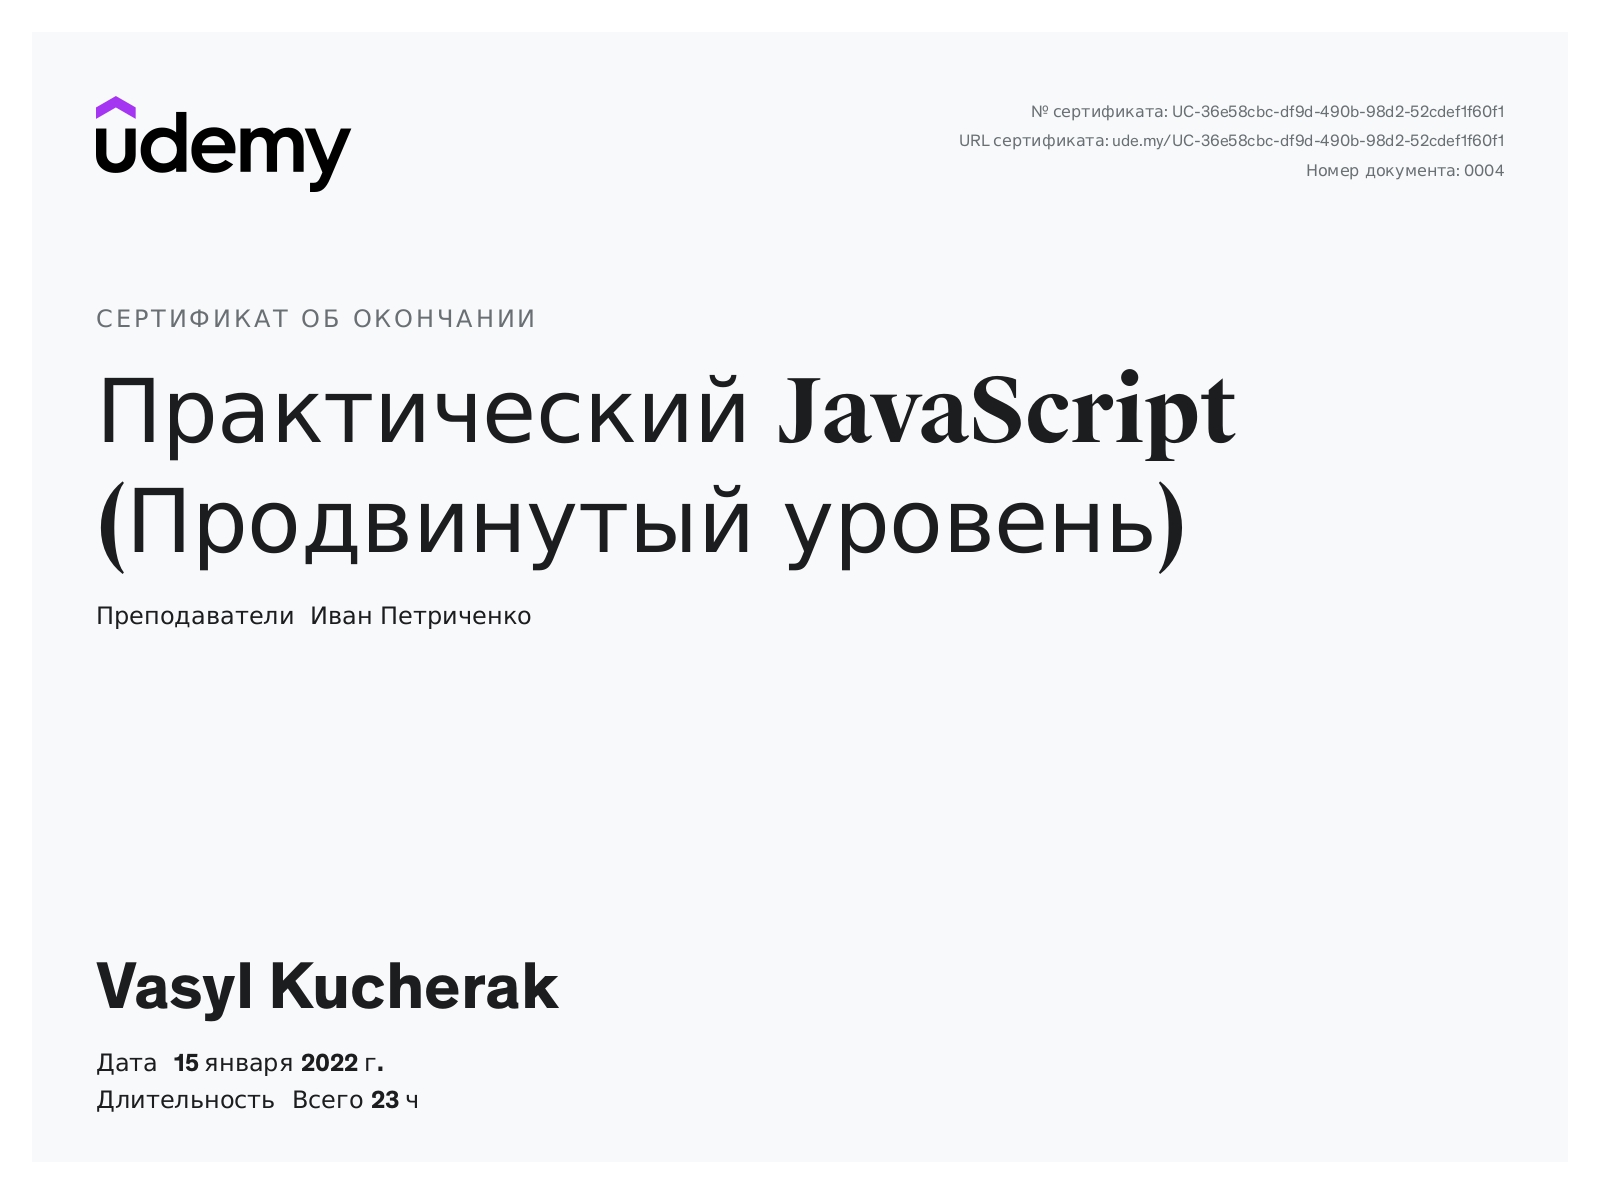 udemy
№ сертификата: UC-36e58cbc-df9d-490b-98d2-52cdef1f60f1
URL сертификата: ude.my/UC-36e58cbc-df9d-490b-98d2-52cdef1f60f1
Номер документа: 0004
СЕРТИФИКАТ ОБ ОКОНЧАНИИ
Практический JavaScript
(Продвинутый уровень)
Преподаватели Иван Петриченко
Vasyl Kucherak
Дата 15 января 2022 г.
Длительность Всего 23 ч